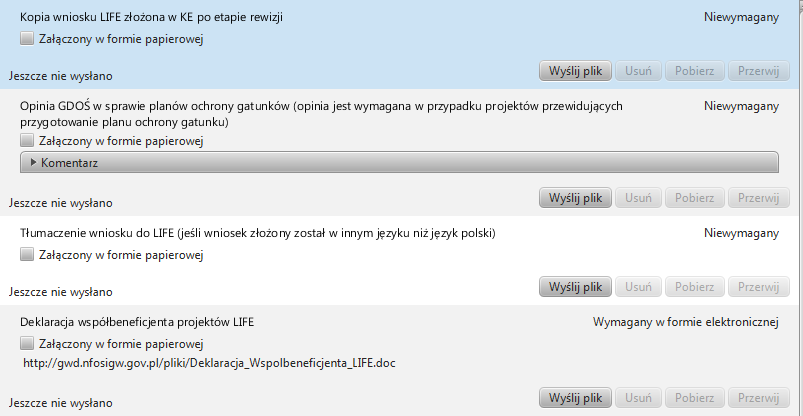 Kopia wniosku LIFE złożona w KE po etapie rewizji Niewymagany
Załączony w formie papierowej
Jeszcze nie wysłano Wyślij plik Usuń Pobierz Przerwij
Opinia GDOŚ w sprawie planów ochrony gatunków (opinia jest wymagana w przypadku projektów przewidujących Niewymagany
przygotowanie planu ochrony gatunku)
Załączony w formie papierowej
Komentarz
Jeszcze nie wysłano Wyślij plik Usuń Pobierz Przerwij
Tłumaczenie wniosku do LIFE (jeśli wniosek złożony został w innym języku niż język polski) Niewymagany
Załączony w formie papierowej
Jeszcze nie wysłano Wyślij plik Usuń Pobierz Przerwij
Deklaracja współbeneficjenta projektów LIFE Wymagany w formie elektronicznej
Załączony w formie papierowej
http://gwd.nfosigw.gov.pl/pliki/Deklaracja_Wspolbeneficjenta_LIFE.doc
Jeszcze nie wysłano Wyślij plik Usuń Pobierz Przerwij